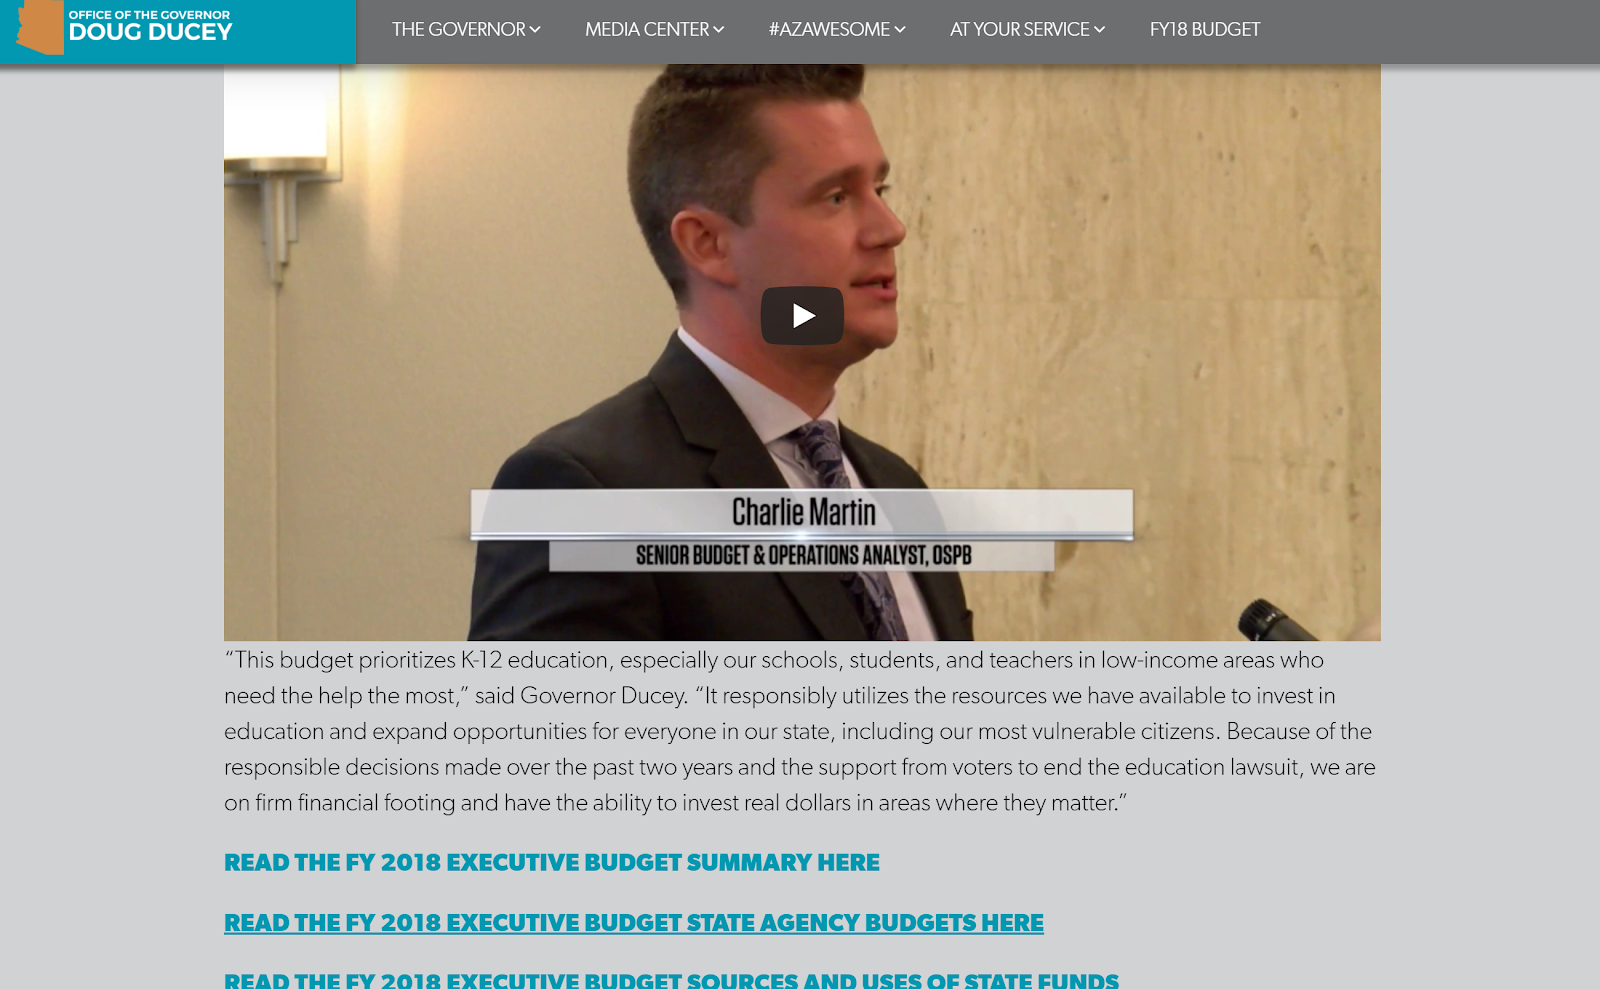 OFFICE OF THE GOVERNOR
DOUG DUCEY
THE GOVERNOR
MEDIA CENTER
#AZAWESOME
AT YOUR SERVICE
FY18 BUDGET
Charlie Martin
SENIOR BUDGET & OPERATIONS ANALYST, OSPB
“This budget prioritizes K-12 education, especially our schools, students, and teachers in low-income areas who
need the help the most,” said Governor Ducey. “It responsibly utilizes the resources we have available to invest in
education and expand opportunities for everyone in our state, including our most vulnerable citizens. Because of the
responsible decisions made over the past two years and the support from voters to end the education lawsuit, we are
on firm financial footing and have the ability to invest real dollars in areas where they matter.”
READ THE FY 2018 EXECUTIVE BUDGET SUMMARY HERE
READ THE FY 2018 EXECUTIVE BUDGET STATE AGENCY BUDGETS HERE
READ THE FY 2018 EXECUTIVE BUDGET SOURCES AND USES OF STATE FUNDS